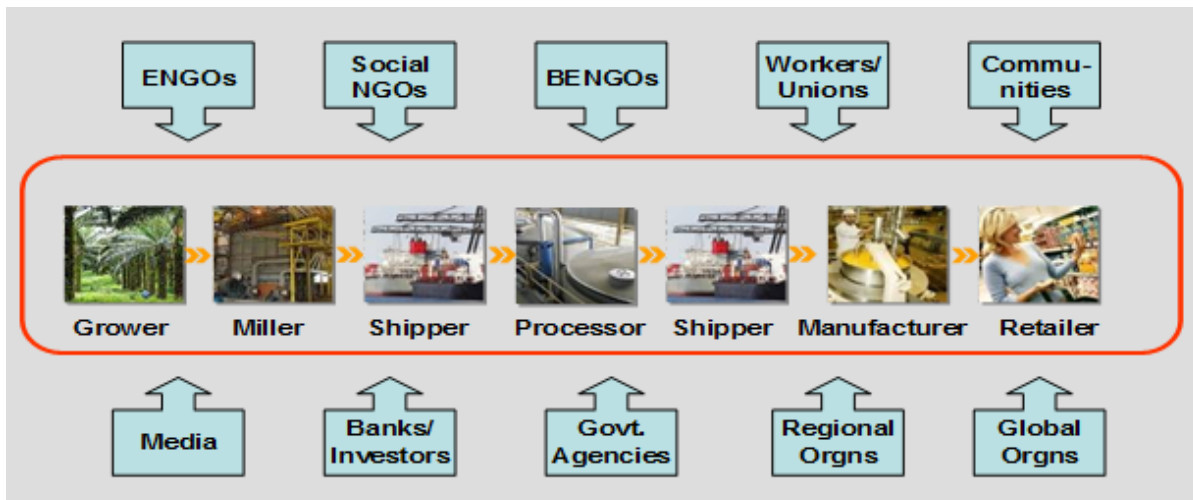 ENGOs
Social
NGOs
BENGOs
Workers/
Unions
Commu-
nities
Grower
Miller
Shipper
Processor
Shipper
Manufacturer
Retailer
Media
Banks/
Investors
Govt.
Agencies
Regional
Orgns
Global
Orgns